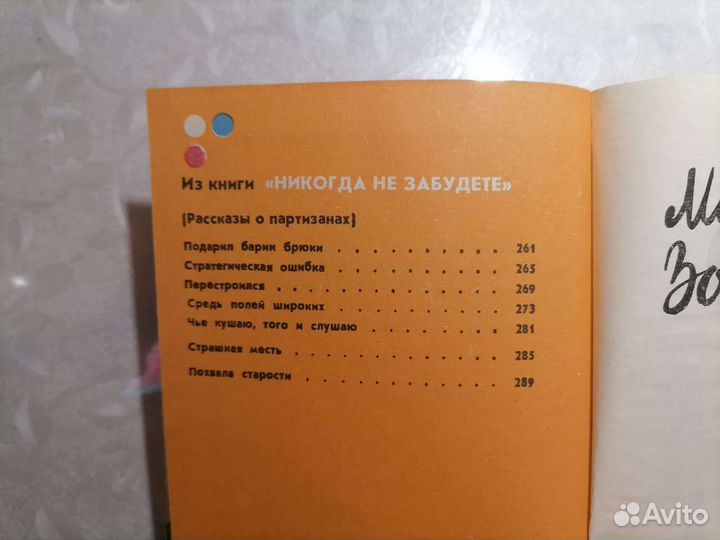 Из книги «НИКОГДА НЕ ЗАБУДЕТЕ»
(Рассказы о партизанах)
Подарил барин брюки . . . . . . . . . . 261
Стратегическая ошибка . . . . . . . . . . 265
Перестроился . . . . . . . . . . . . . 269
Средь полей широких . . . . . . . . . . 273
Чье кушаю, того и слушаю . . . . . . . . 281
Страшная месть . . . . . . . . . . . . 285
Похвала старости . . . . . . . . . . . . 289
Avito